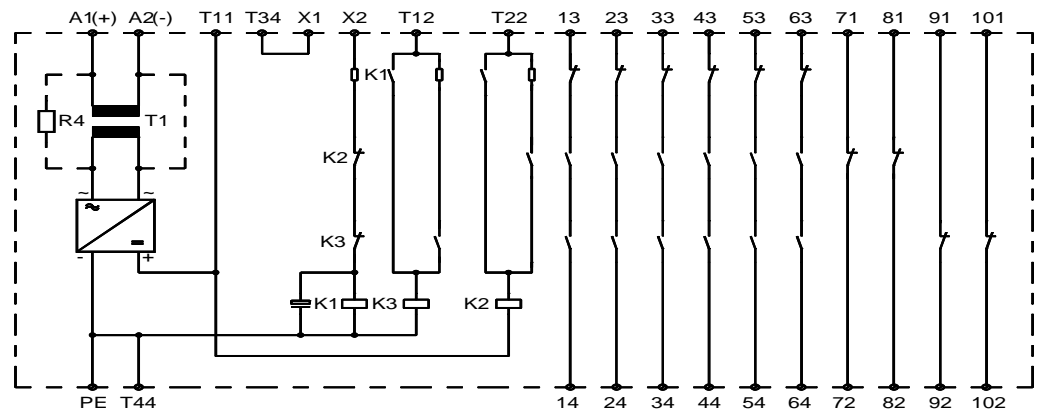 A1(+) A2(-) T11 T34 X1 X2 T12 T22 13 23 33 43 53 63 71 81 91 101
K1
R4 T1
K2
~ ~
K3
- +
K1 K3 K2
PE T44 14 24 34 44 54 64 72 82 92 102